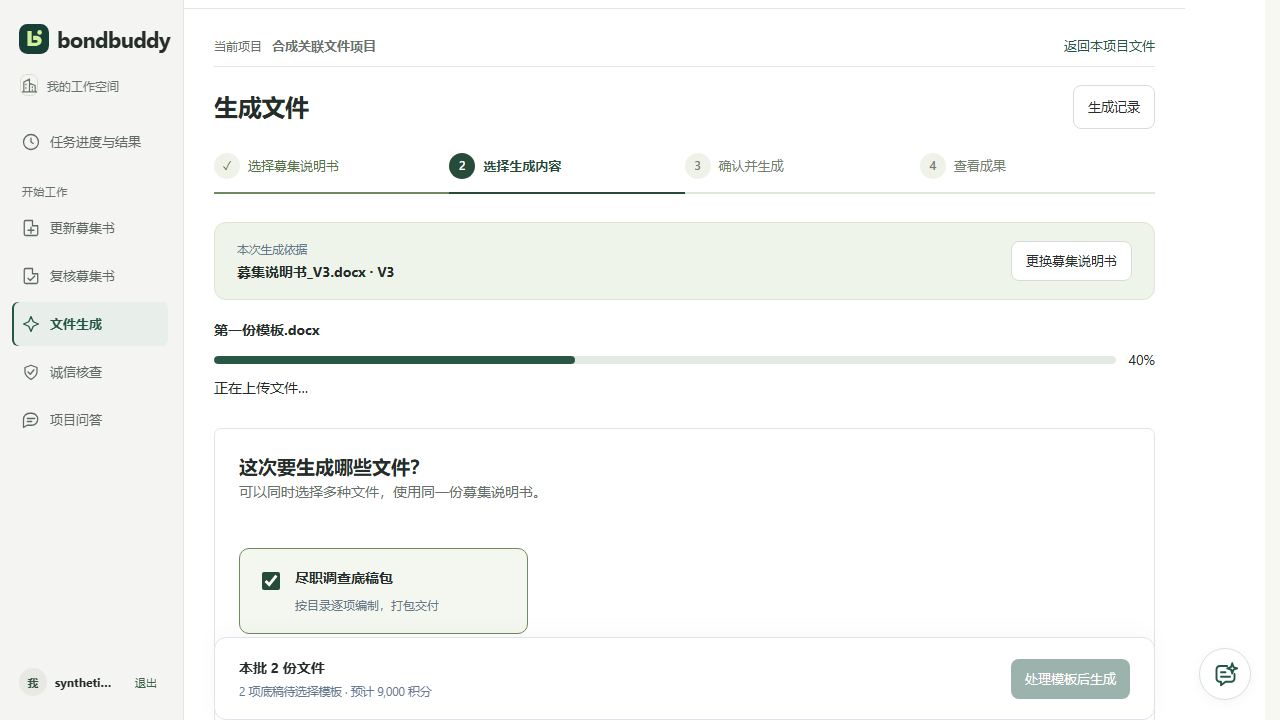 bondbuddy
我的工作空间
任务进度与结果
开始工作
更新募集书
复核募集书
文件生成
诚信核查
项目问答
我 syntheti... 退出
当前项目 合成关联文件项目 返回本项目文件
生成文件 生成记录
✓ 选择募集说明书 2 选择生成内容 3 确认并生成 4 查看成果
本次生成依据
募集说明书_V3.docx · V3
更换募集说明书
第一份模板.docx
40%
正在上传文件...
这次要生成哪些文件？
可以同时选择多种文件，使用同一份募集说明书。
尽职调查底稿包
按目录逐项编制，打包交付
本批 2 份文件
2 项底稿待选择模板 · 预计 9,000 积分
处理模板后生成